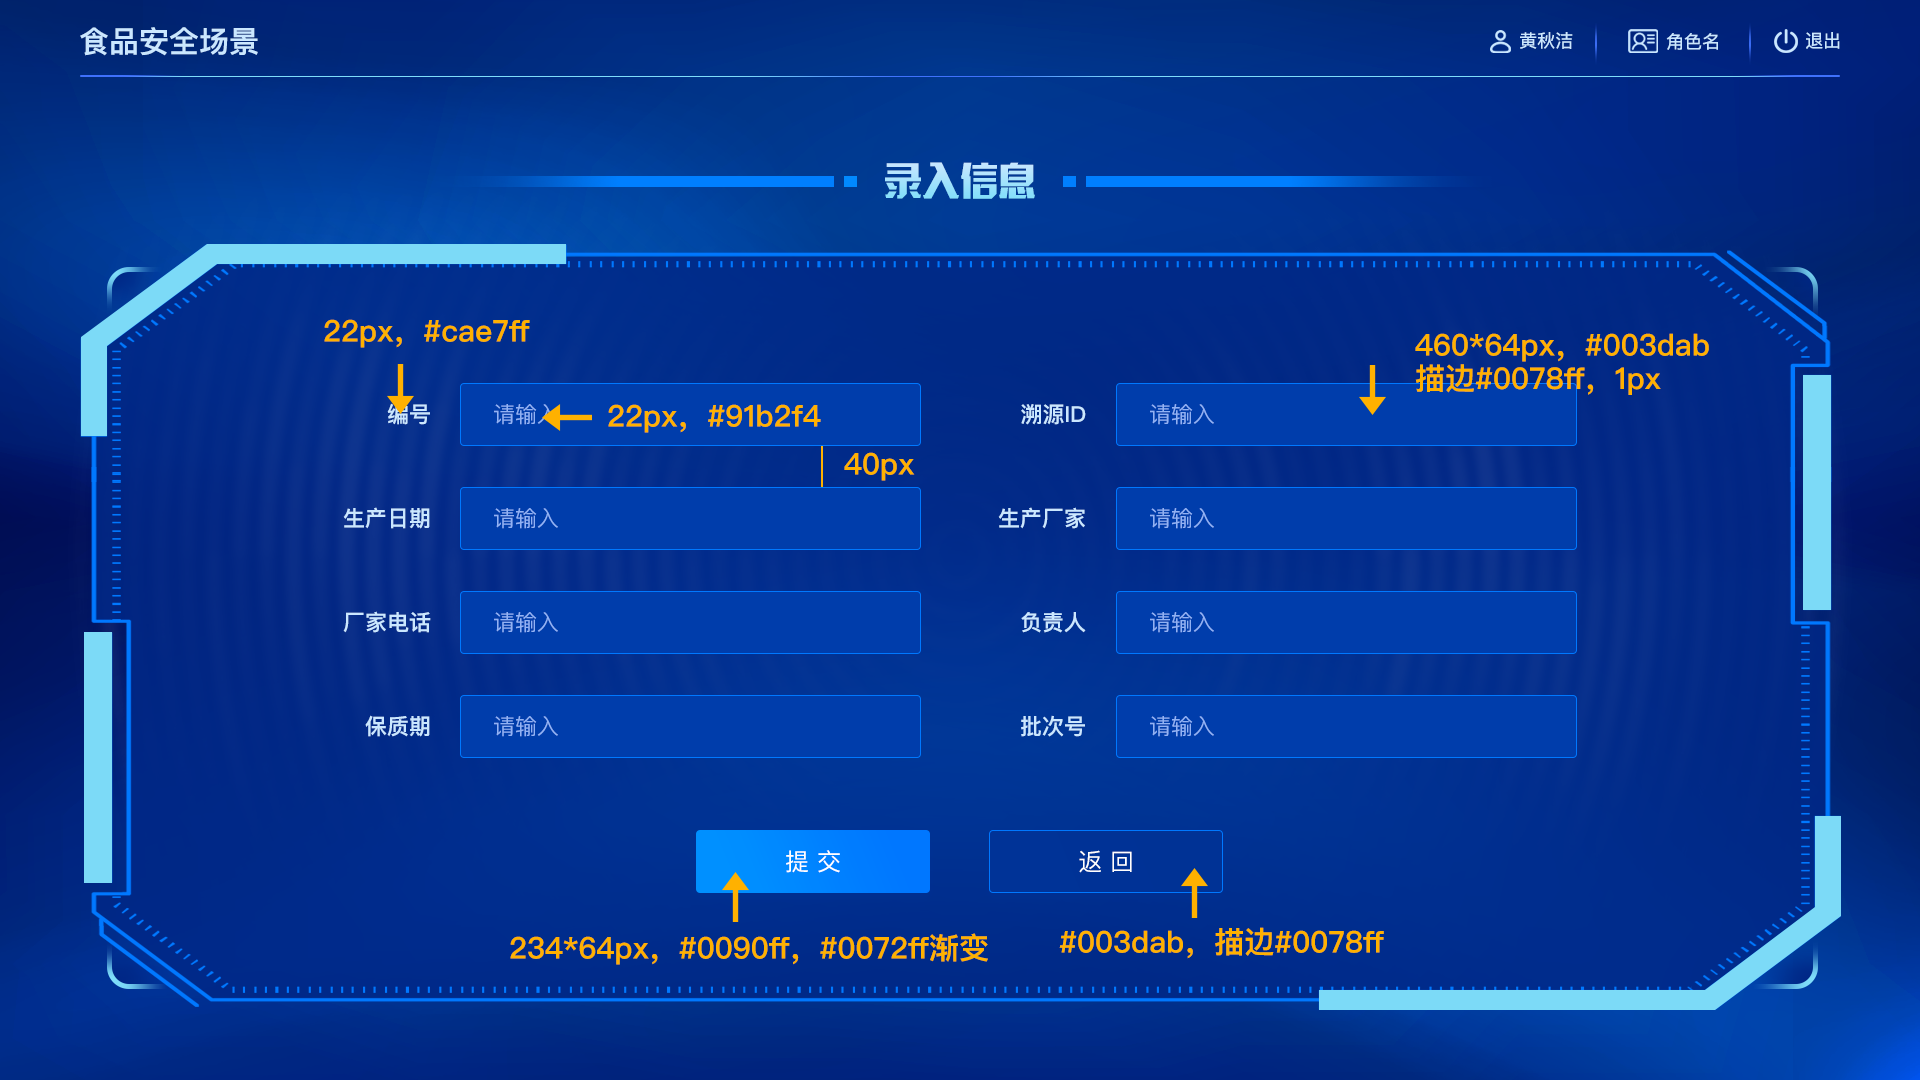 食品安全场景
黄秋洁
角色名
退出
录入信息
22px，#cae7ff
460*64px，#003dab
描边#0078ff，1px
编号
请输入
22px，#91b2f4
溯源ID
请输入
40px
生产日期
请输入
生产厂家
请输入
厂家电话
请输入
负责人
请输入
保质期
请输入
批次号
请输入
提 交
返 回
234*64px，#0090ff，#0072ff渐变
#003dab，描边#0078ff